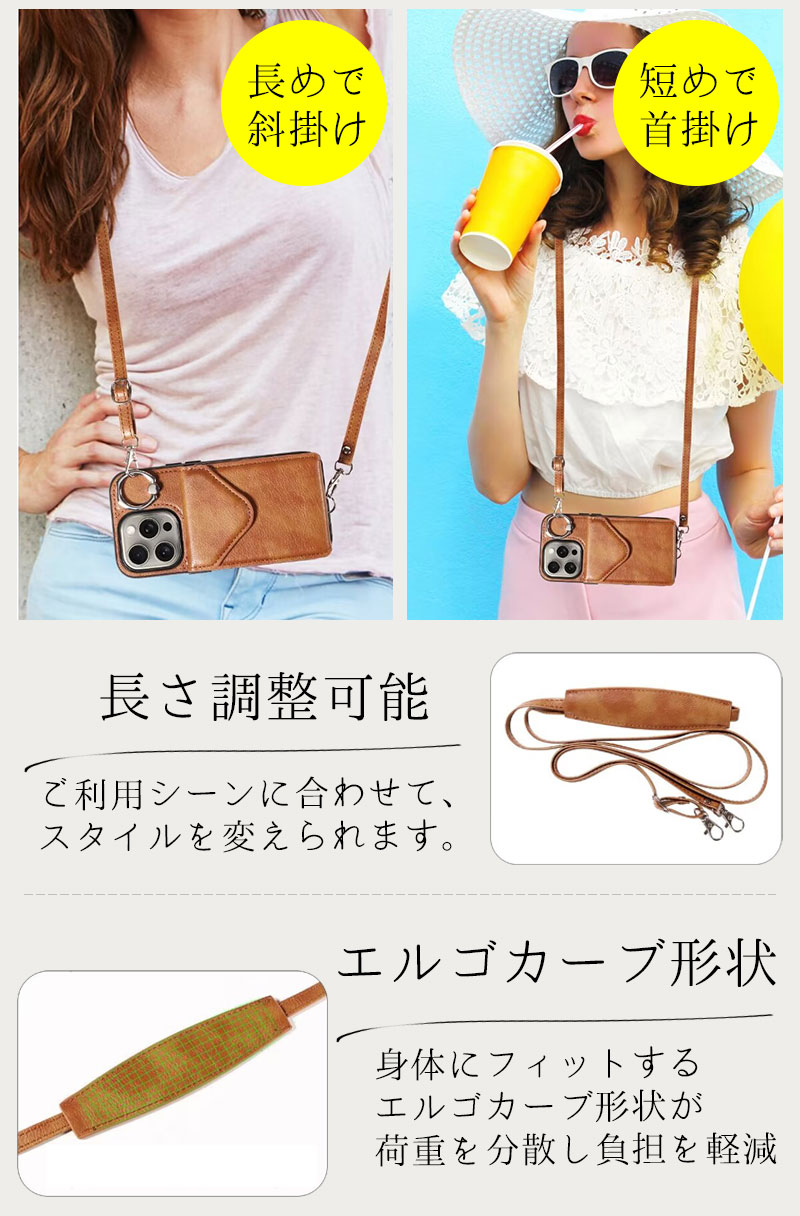 長めで
斜掛け
短めで
首掛け
長さ調整可能
ご利用シーンに合わせて、
スタイルを変えられます。
エルゴカーブ形状
身体にフィットする
エルゴカーブ形状が
荷重を分散し負担を軽減